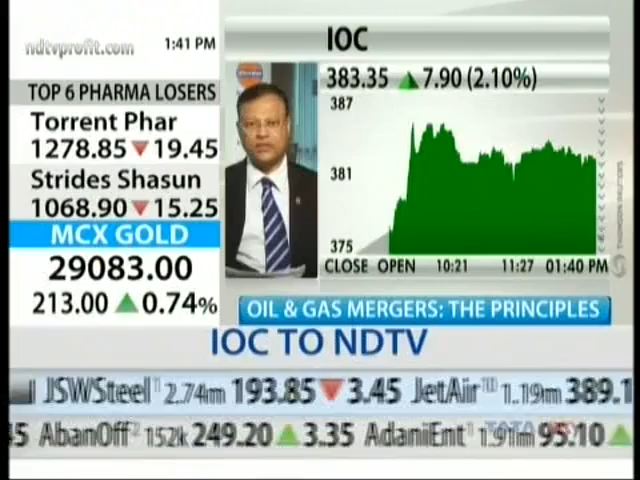 ndtvprofit.com
1:41 PM
TOP 6 PHARMA LOSERS
Torrent Phar
1278.85 ▼ 19.45
Strides Shasun
1068.90 ▼ 15.25
MCX GOLD
29083.00
213.00 ▲ 0.74%
IOC
383.35 ▲ 7.90 (2.10%)
387
381
375
CLOSE OPEN 10:21 11:27 01:40 PM
THOMSON REUTERS
OIL & GAS MERGERS: THE PRINCIPLES
IOC TO NDTV
JSWSteel 2.74m 193.85 ▼ 3.45 JetAir 1.19m 389.1
45 AbanOff 152k 249.20 ▲ 3.35 AdaniEnt 1.91m 95.10 ▲
TATA